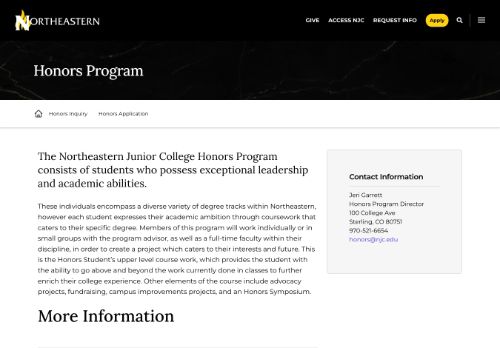 NORTHEASTERN
GIVE ACCESS NJC REQUEST INFO Apply
Honors Program
Honors Inquiry Honors Application
The Northeastern Junior College Honors Program
consists of students who possess exceptional leadership
and academic abilities.
These individuals encompass a diverse variety of degree tracks within Northeastern,
however each student expresses their academic ambition through coursework that
caters to their specific degree. Members of this program will work individually or in
small groups with the program advisor, as well as a full-time faculty within their
discipline, in order to create a project which caters to their interests and future. This
is the Honors Student's upper level course work, which provides the student with
the ability to go above and beyond the work currently done in classes to further
enrich their college experience. Other elements of the course include advocacy
projects, fundraising, campus improvements projects, and an Honors Symposium.
More Information
Contact Information
Jen Garrett
Honors Program Director
100 College Ave
Sterling, CO 80751
970-521-6654
honors@njc.edu